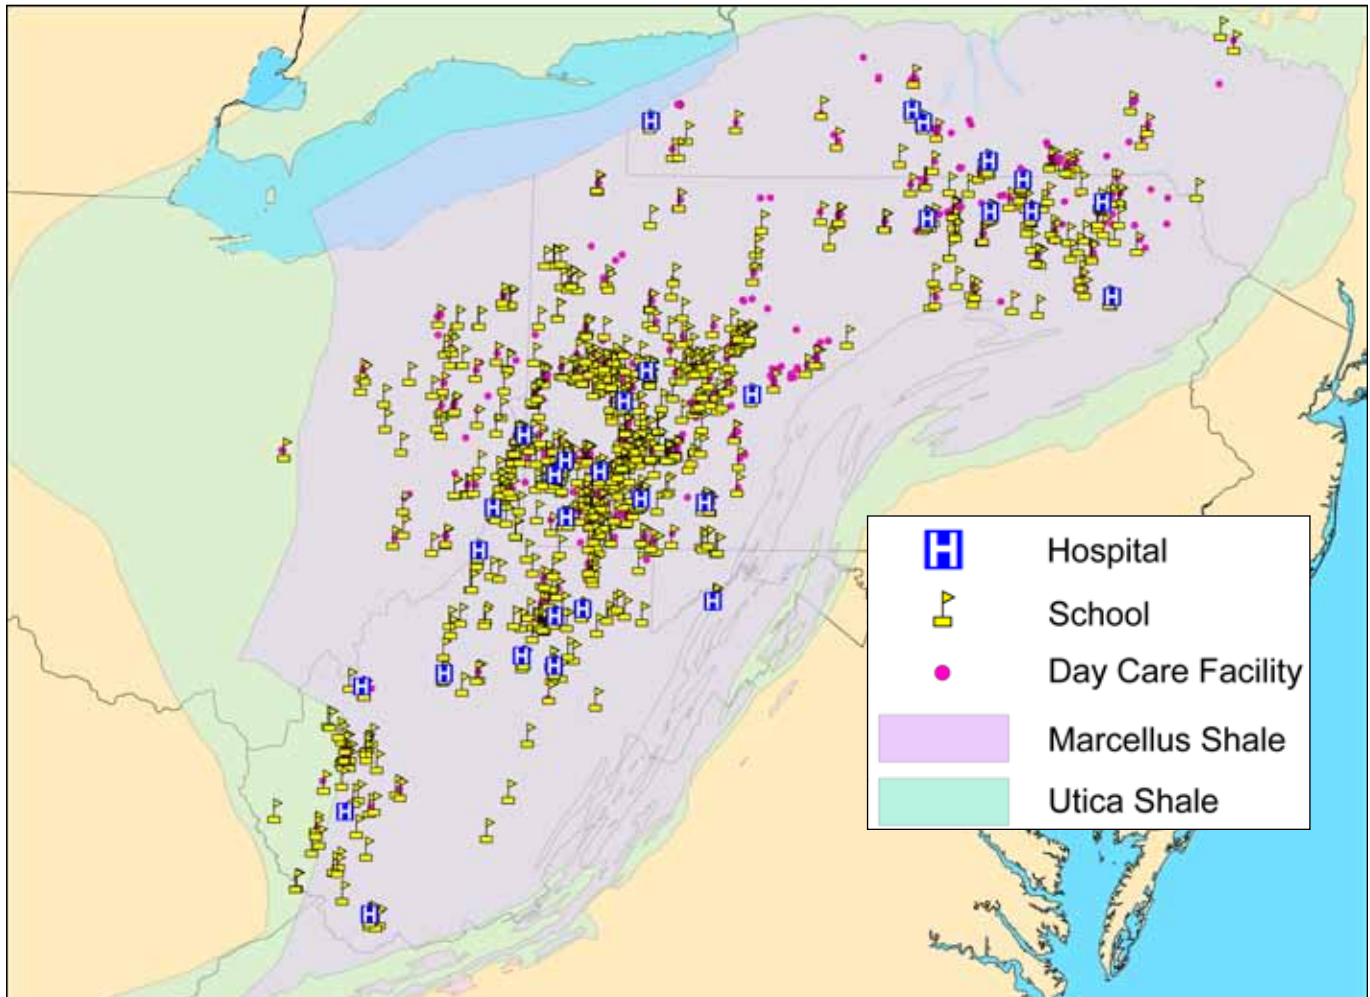 Hospital
School
Day Care Facility
Marcellus Shale
Utica Shale